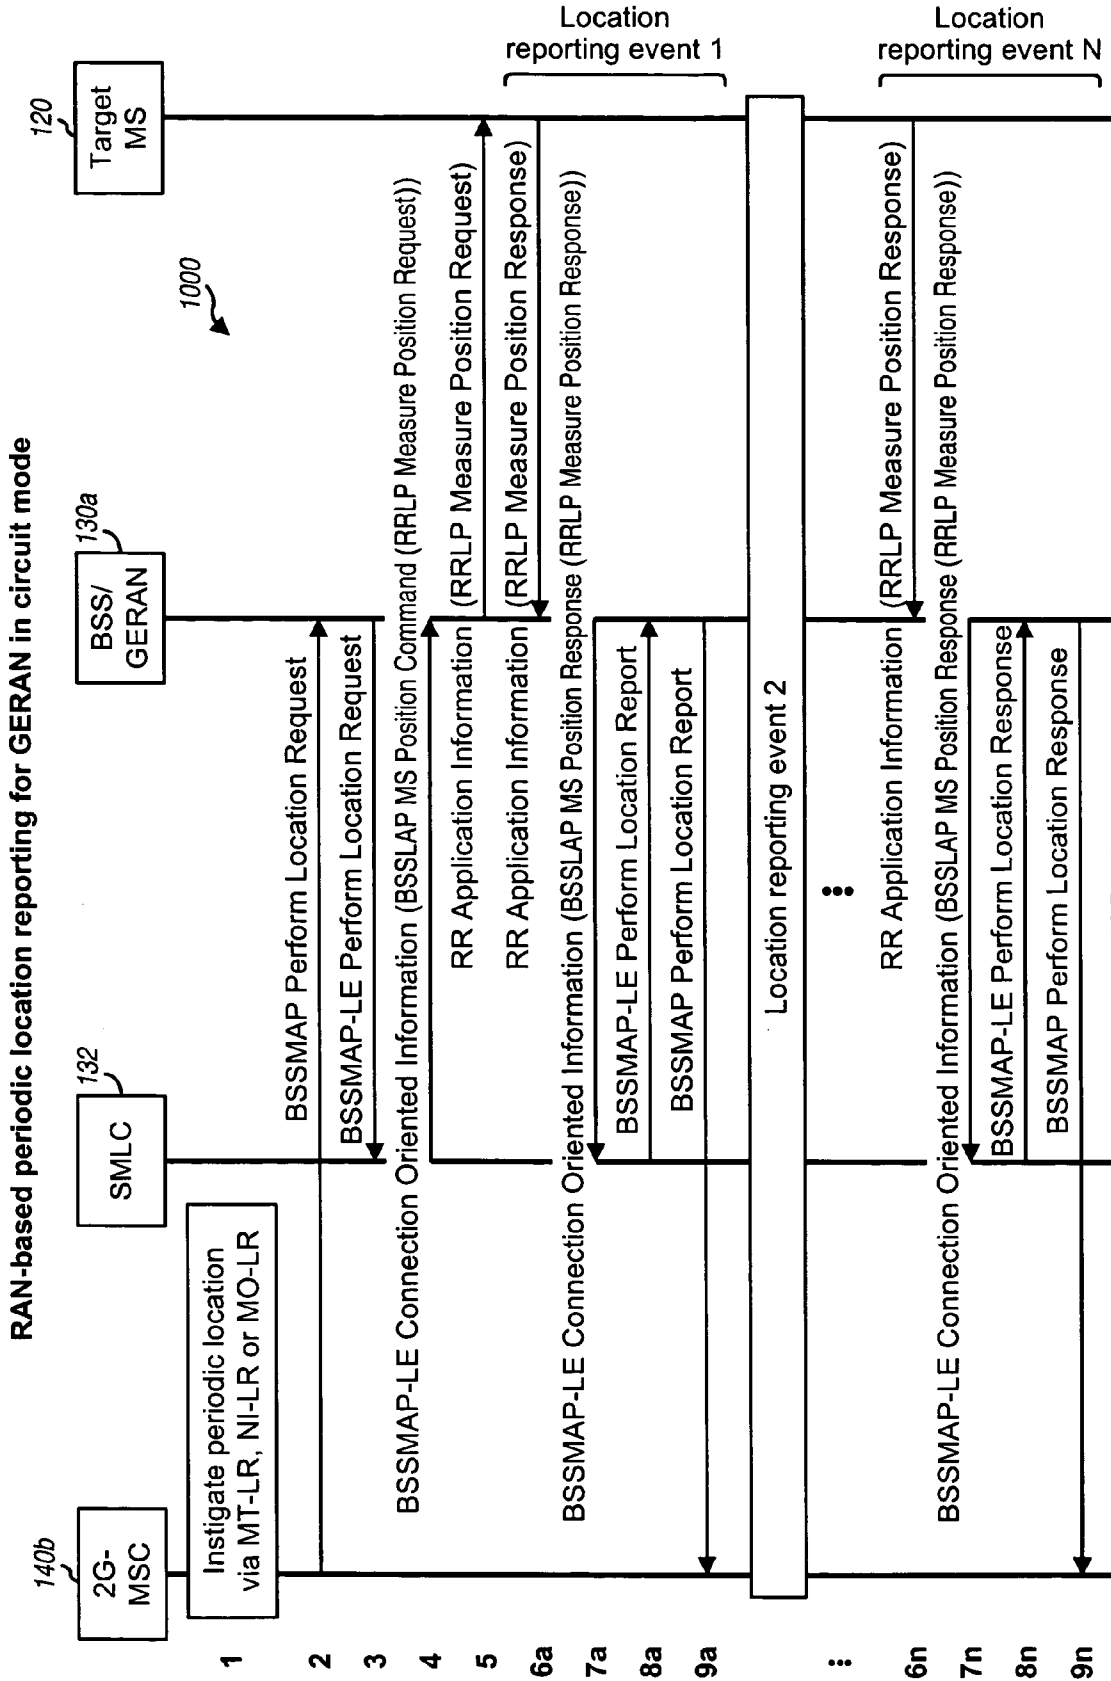 RAN-based periodic location reporting for GERAN in circuit mode
140b
132
130a
120
2G-
MSC
SMLC
BSS/
GERAN
Target
MS
1000
1
Instigate periodic location
via MT-LR, NI-LR or MO-LR
2
BSSMAP Perform Location Request
3
BSSMAP-LE Perform Location Request
4
BSSMAP-LE Connection Oriented Information (BSSLAP MS Position Command (RRLP Measure Position Request))
5
RR Application Information (RRLP Measure Position Request)
6a
RR Application Information (RRLP Measure Position Response)
7a
BSSMAP-LE Connection Oriented Information (BSSLAP MS Position Response (RRLP Measure Position Response))
8a
BSSMAP-LE Perform Location Report
9a
BSSMAP Perform Location Report
Location
reporting event 1
Location reporting event 2
...
...
6n
RR Application Information (RRLP Measure Position Response)
7n
BSSMAP-LE Connection Oriented Information (BSSLAP MS Position Response (RRLP Measure Position Response))
8n
BSSMAP-LE Perform Location Response
9n
BSSMAP Perform Location Response
Location
reporting event N